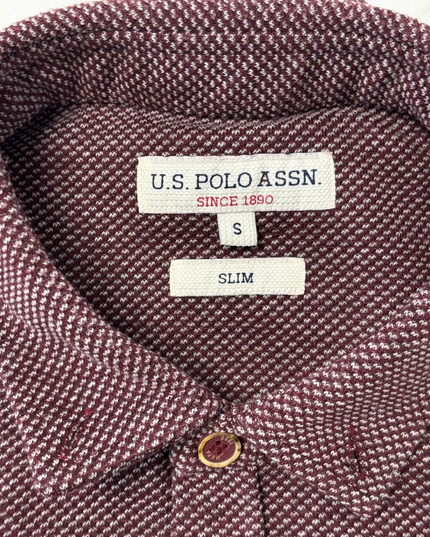 U.S. POLO ASSN.
SINCE 1890
S
SLIM